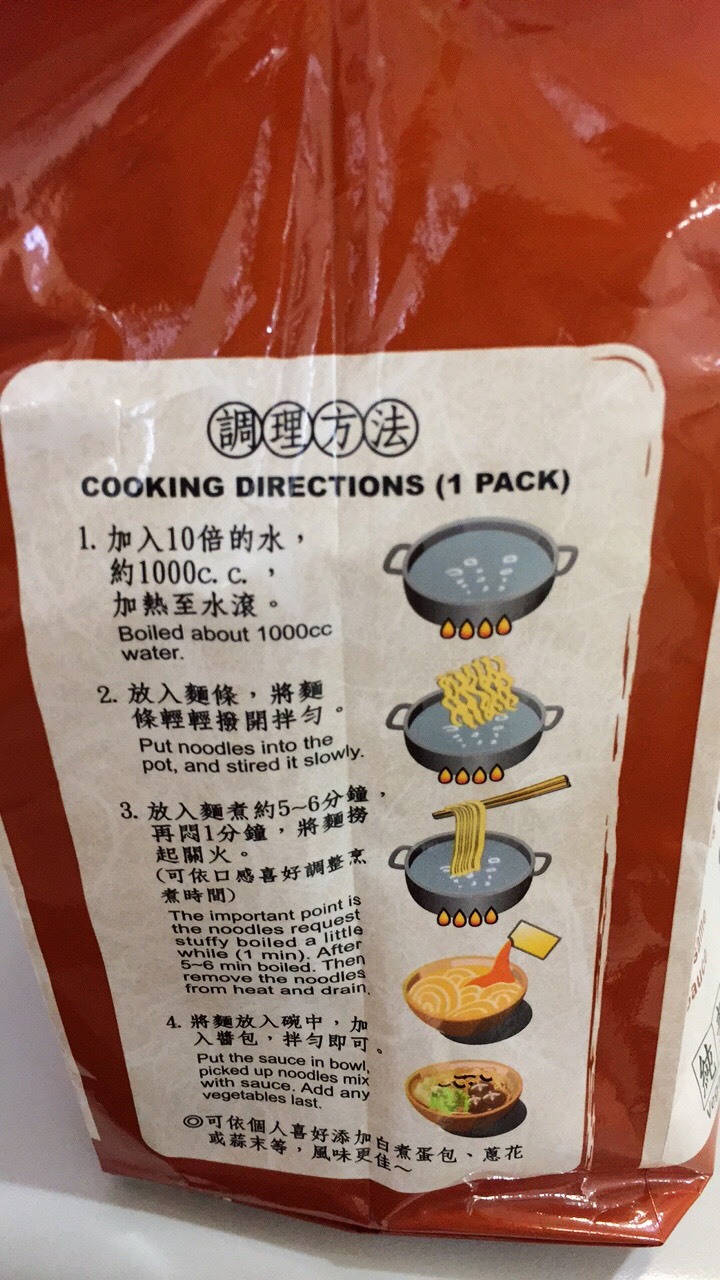 調理方法
COOKING DIRECTIONS (1 PACK)
1. 加入10倍的水，
約1000c. c. ，
加熱至水滾。
Boiled about 1000cc
water.
2. 放入麵條，將麵
條輕輕撥開拌勻。
Put noodles into the
pot, and stired it slowly.
3. 放入麵煮約5~6分鐘，
再悶1分鐘，將麵撈
起關火。
(可依口感喜好調整烹
煮時間)
The important point is
the noodles request
stuffy boiled a little
while (1 min). After
5~6 min boiled. Then
remove the noodles
from heat and drain.
4. 將麵放入碗中，加
入醬包，拌勻即可。
Put the sauce in bowl,
picked up noodles mix
with sauce. Add any
vegetables last.
◎可依個人喜好添加白煮蛋包、蔥花
或蒜末等，風味更佳～
純